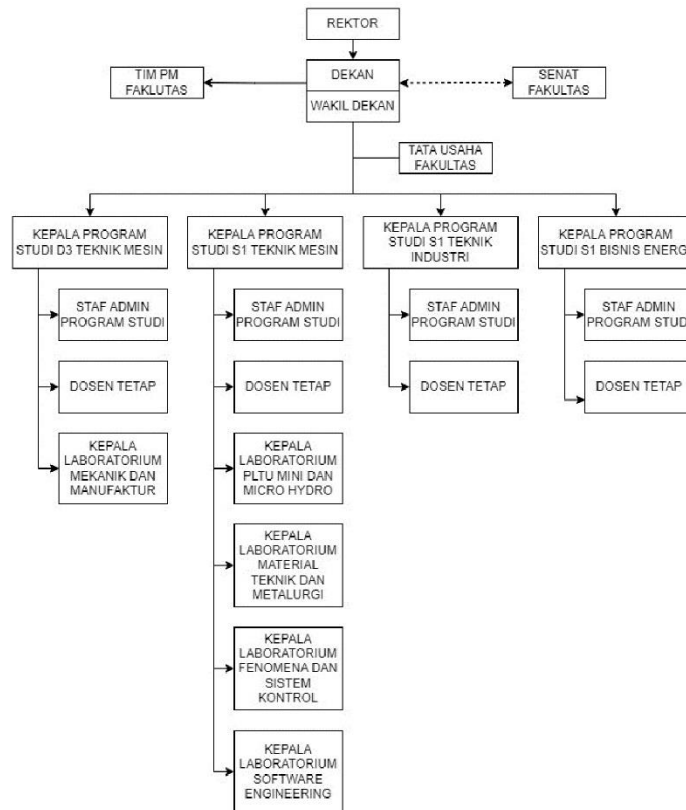 REKTOR
TIM PM
FAKLUTAS
DEKAN
WAKIL DEKAN
SENAT
FAKULTAS
TATA USAHA
FAKULTAS
KEPALA PROGRAM
STUDI D3 TEKNIK MESIN
KEPALA PROGRAM
STUDI S1 TEKNIK MESIN
KEPALA PROGRAM
STUDI S1 TEKNIK
INDUSTRI
KEPALA PROGRAM
STUDI S1 BISNIS ENERGI
STAF ADMIN
PROGRAM STUDI
STAF ADMIN
PROGRAM STUDI
STAF ADMIN
PROGRAM STUDI
STAF ADMIN
PROGRAM STUDI
DOSEN TETAP
DOSEN TETAP
DOSEN TETAP
DOSEN TETAP
KEPALA
LABORATORIUM
MEKANIK DAN
MANUFAKTUR
KEPALA
LABORATORIUM
PLTU MINI DAN
MICRO HYDRO
KEPALA
LABORATORIUM
MATERIAL
TEKNIK DAN
METALURGI
KEPALA
LABORATORIUM
FENOMENA DAN
SISTEM
KONTROL
KEPALA
LABORATORIUM
SOFTWARE
ENGINEERING